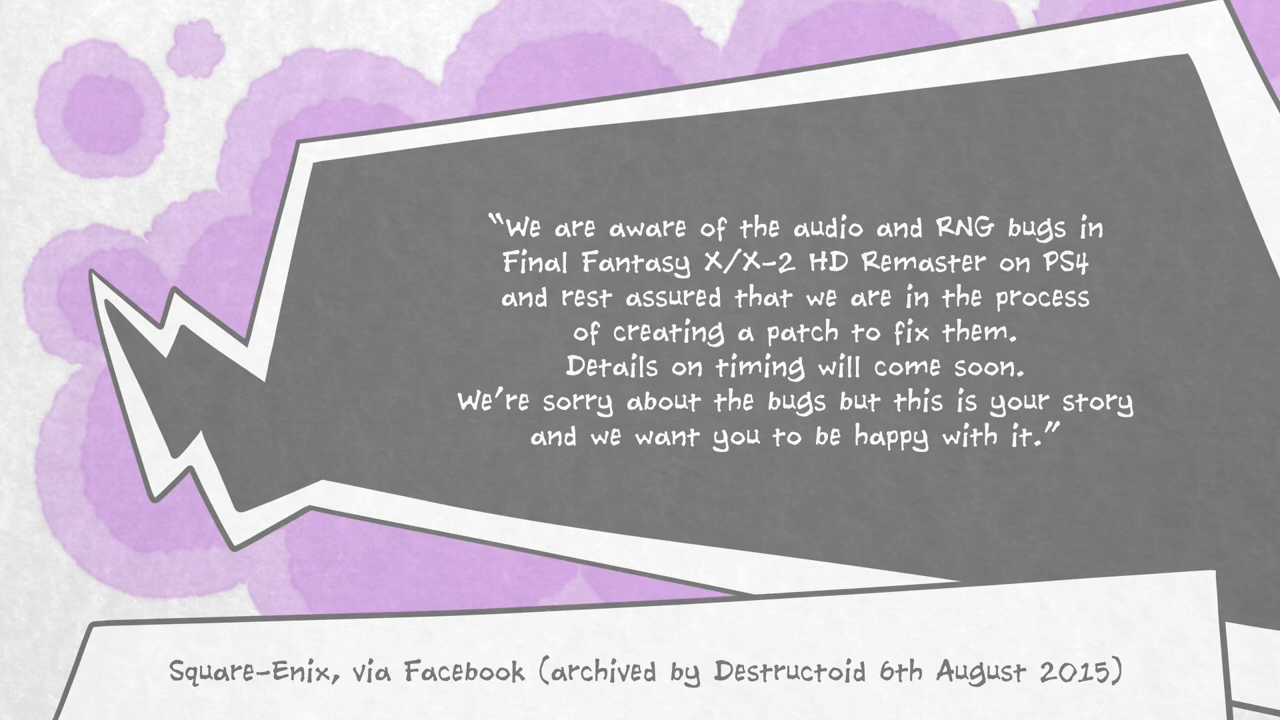 “We are aware of the audio and RNG bugs in
Final Fantasy X/X-2 HD Remaster on PS4
and rest assured that we are in the process
of creating a patch to fix them.
Details on timing will come soon.
We’re sorry about the bugs but this is your story
and we want you to be happy with it.”
Square-Enix, via Facebook (archived by Destructoid 6th August 2015)